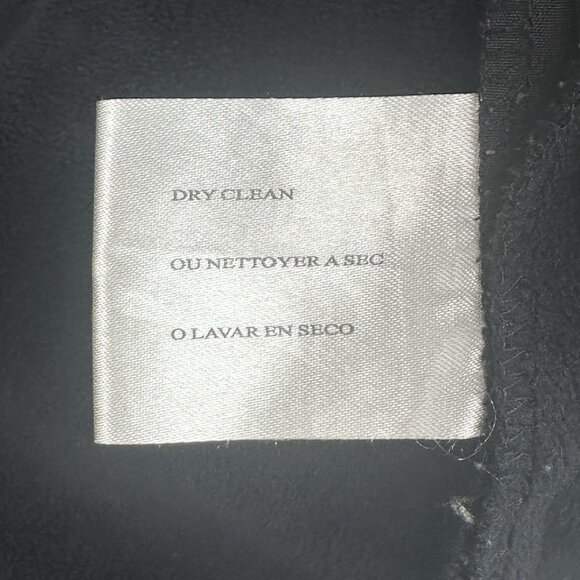 DRY CLEAN
OU NETTOYER A SEC
O LAVAR EN SECO